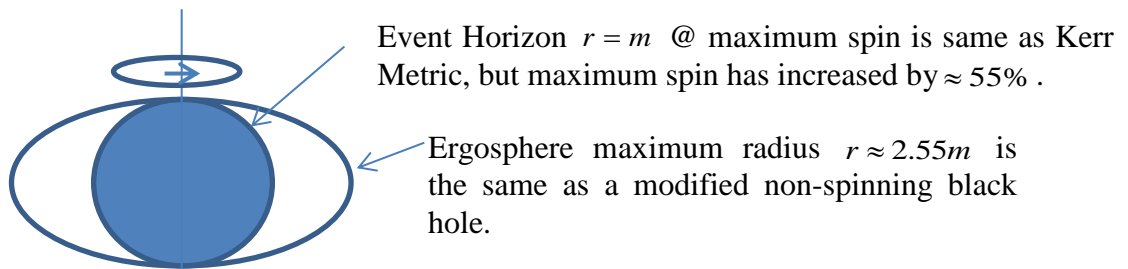 Event Horizon r = m @ maximum spin is same as Kerr
Metric, but maximum spin has increased by ≈ 55% .
Ergosphere maximum radius r ≈ 2.55m is
the same as a modified non-spinning black
hole.